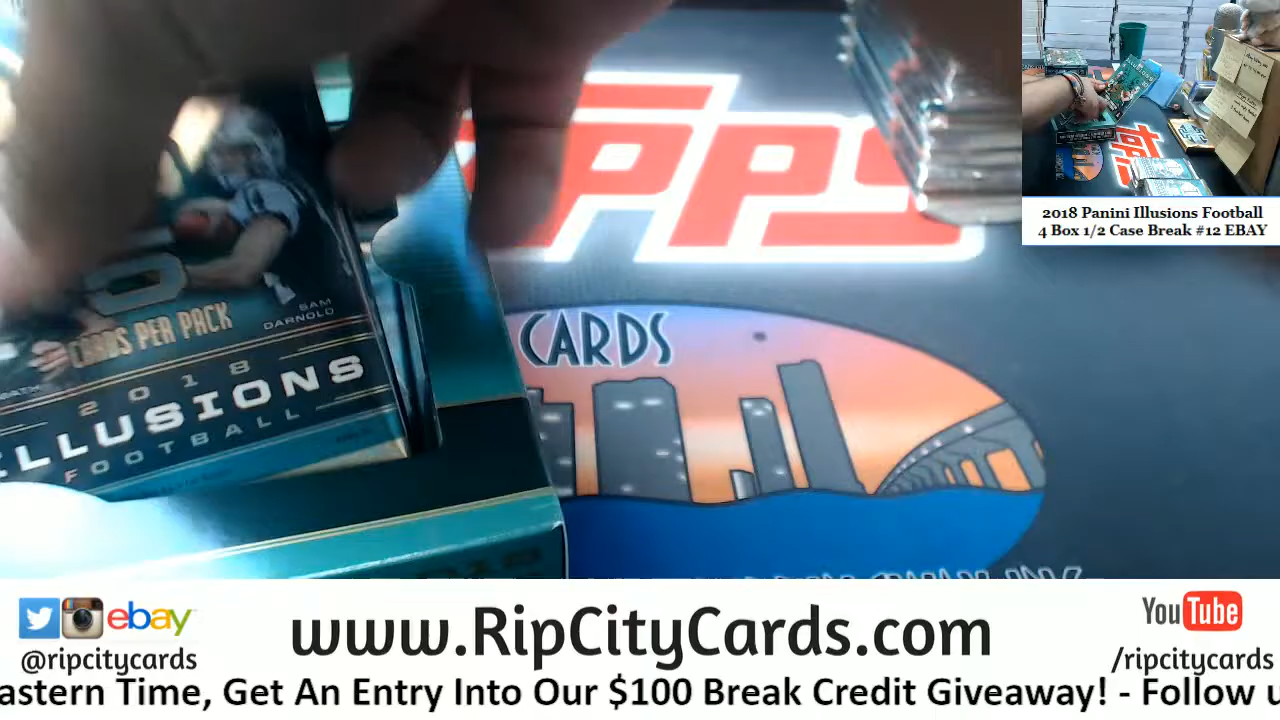 TOPPS
CARDS
CARDS PER PACK
SAM
DARNOLD
2018
ILLUSIONS
FOOTBALL
2018 Panini Illusions Football
4 Box 1/2 Case Break #12 EBAY
ebay
@ripcitycards
www.RipCityCards.com
YouTube
/ripcitycards
astern Time, Get An Entry Into Our $100 Break Credit Giveaway! - Follow u